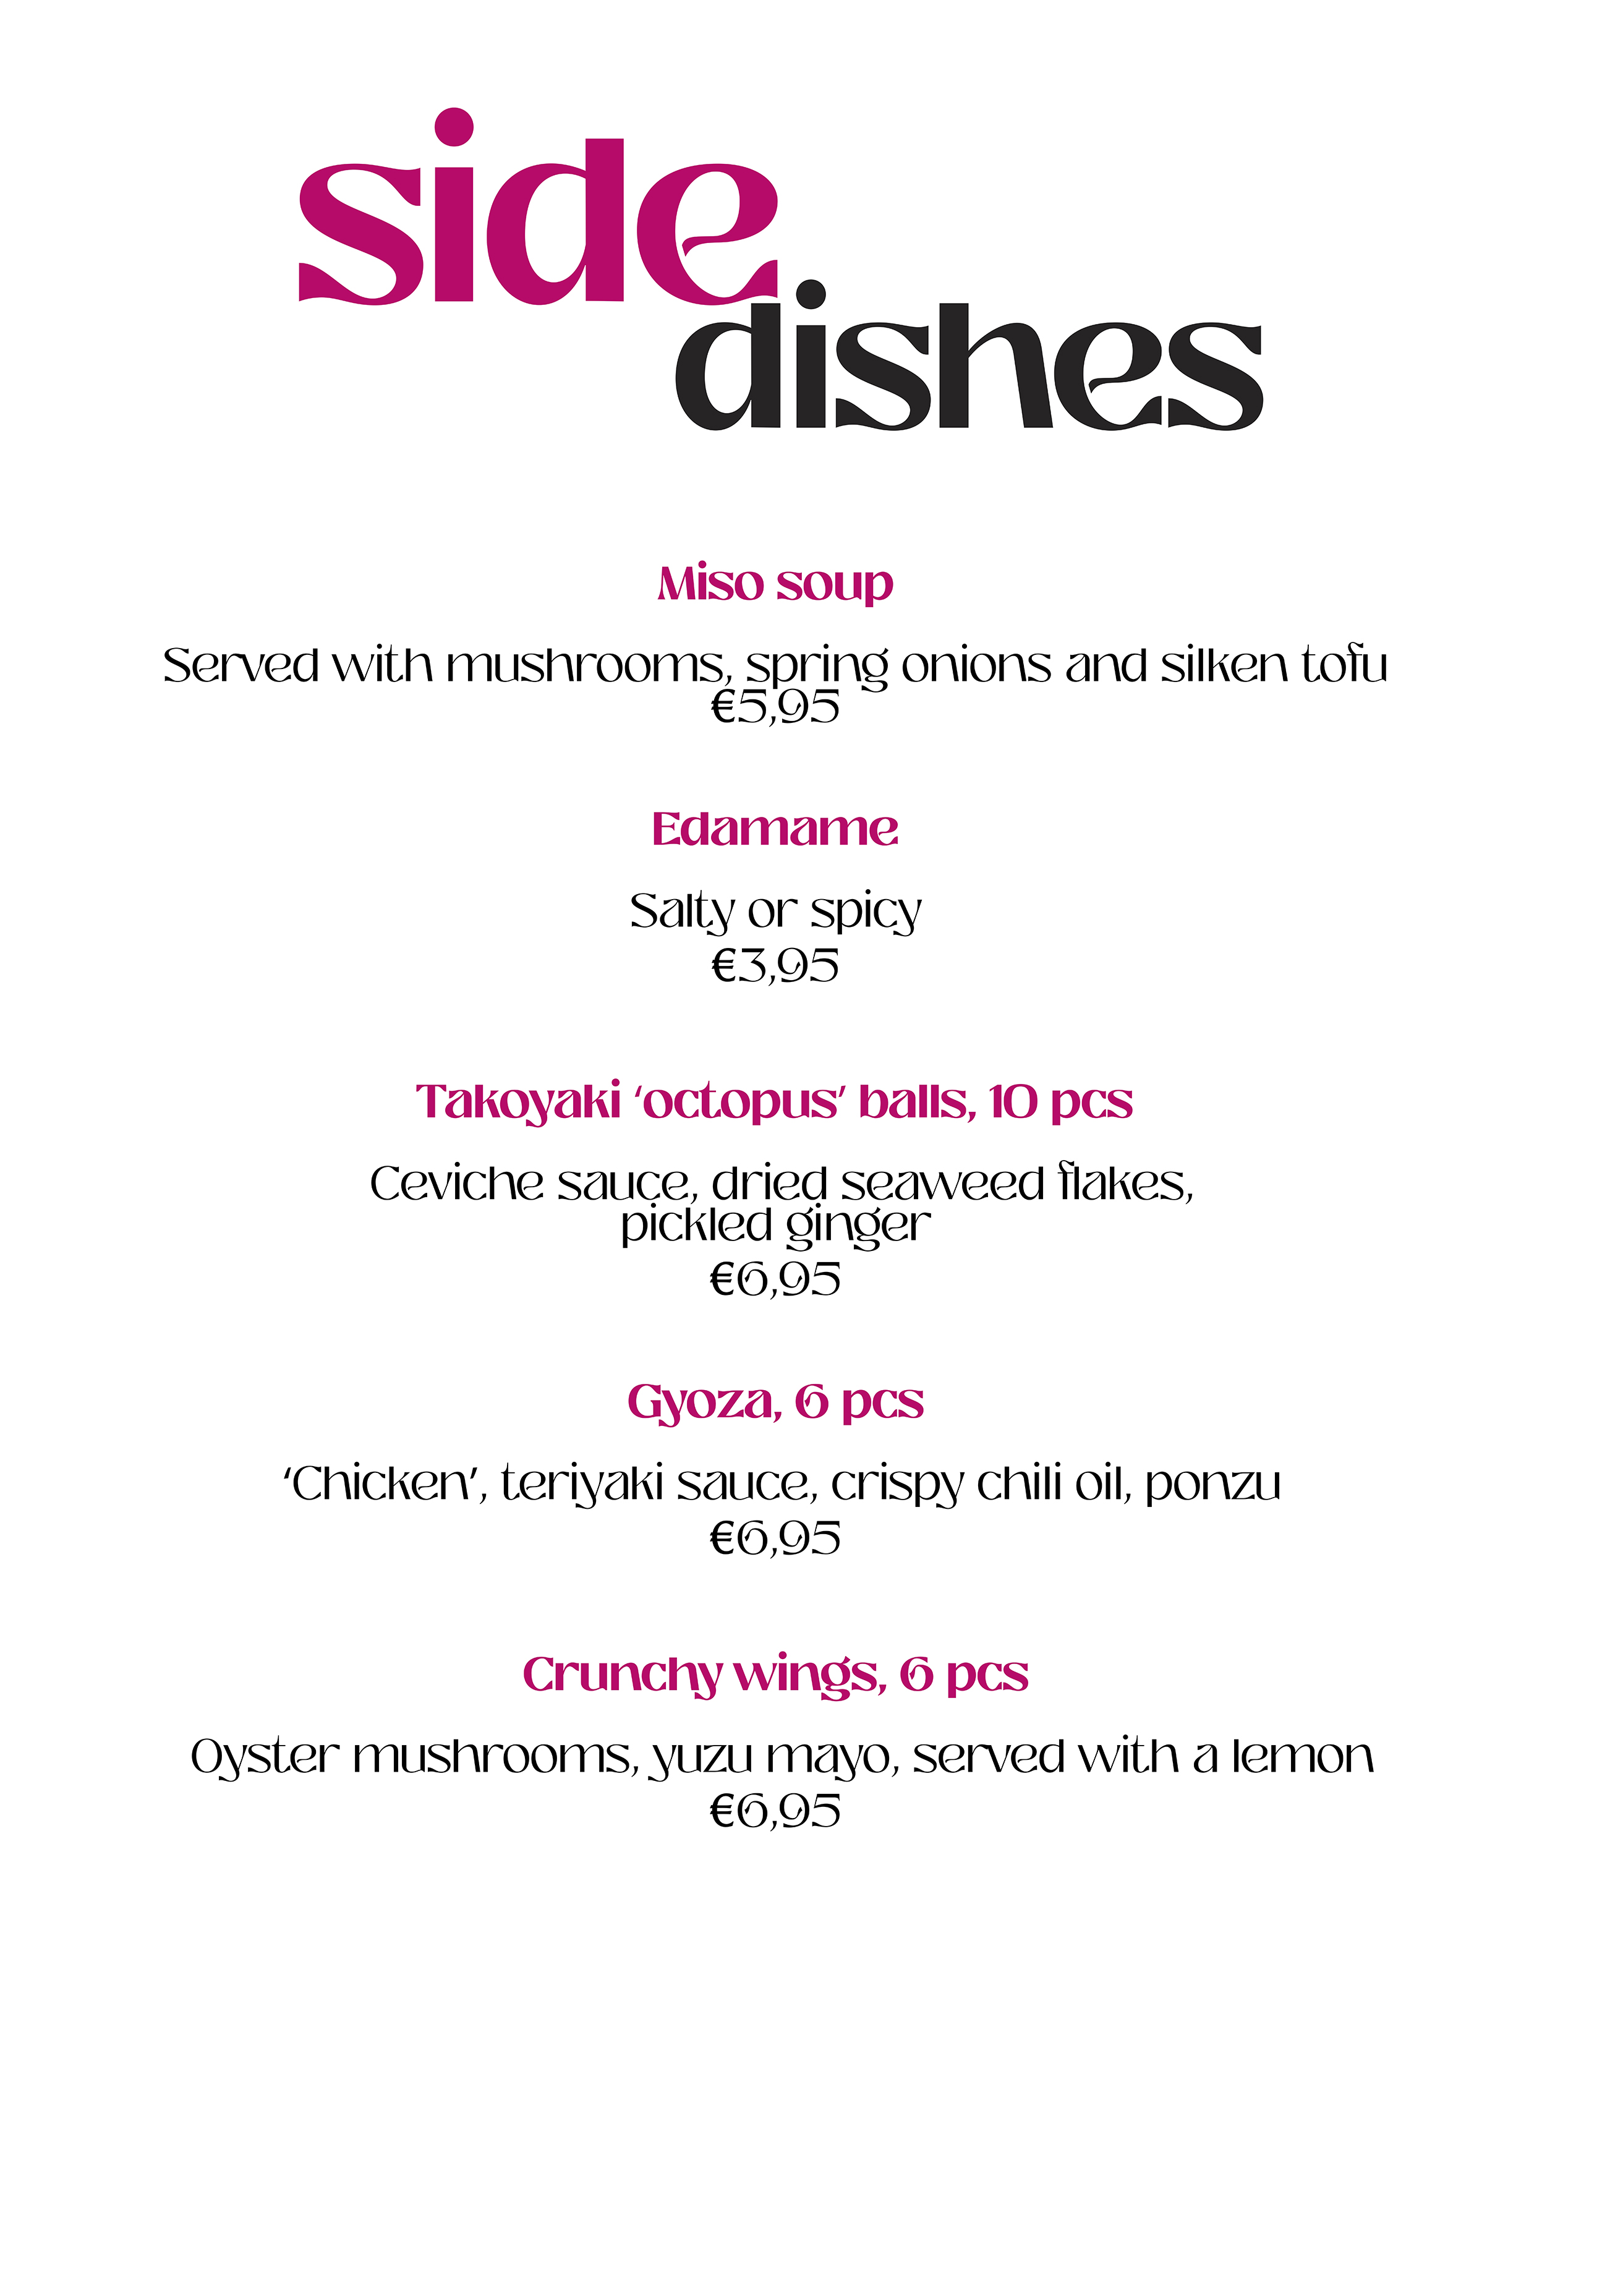 side
dishes
Miso soup
Served with mushrooms, spring onions and silken tofu
€5,95
Edamame
Salty or spicy
€3,95
Takoyaki ‘octopus’ balls, 10 pcs
Ceviche sauce, dried seaweed flakes,
pickled ginger
€6,95
Gyoza, 6 pcs
‘Chicken’, teriyaki sauce, crispy chili oil, ponzu
€6,95
Crunchy wings, 6 pcs
Oyster mushrooms, yuzu mayo, served with a lemon
€6,95